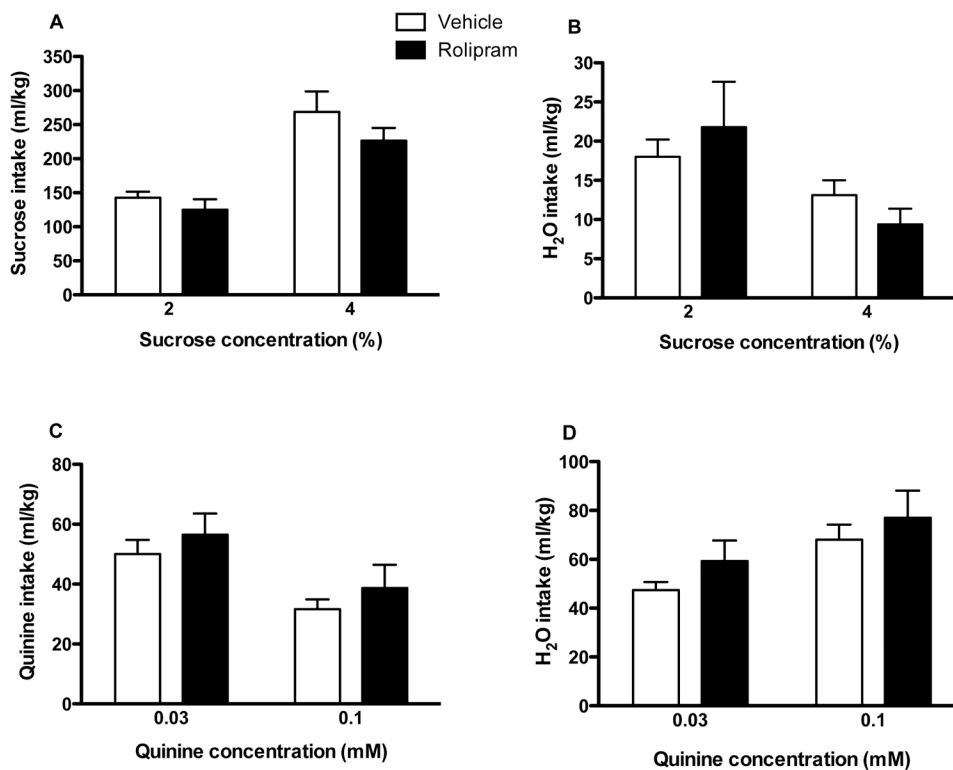 A
Vehicle
Rolipram
B
Sucrose intake (ml/kg)
350
300
250
200
150
100
50
0
2
4
Sucrose concentration (%)
H₂O intake (ml/kg)
30
25
20
15
10
5
0
2
4
Sucrose concentration (%)
C
Quinine intake (ml/kg)
80
60
40
20
0
0.03
0.1
Quinine concentration (mM)
D
H₂O intake (ml/kg)
100
80
60
40
20
0
0.03
0.1
Quinine concentration (mM)